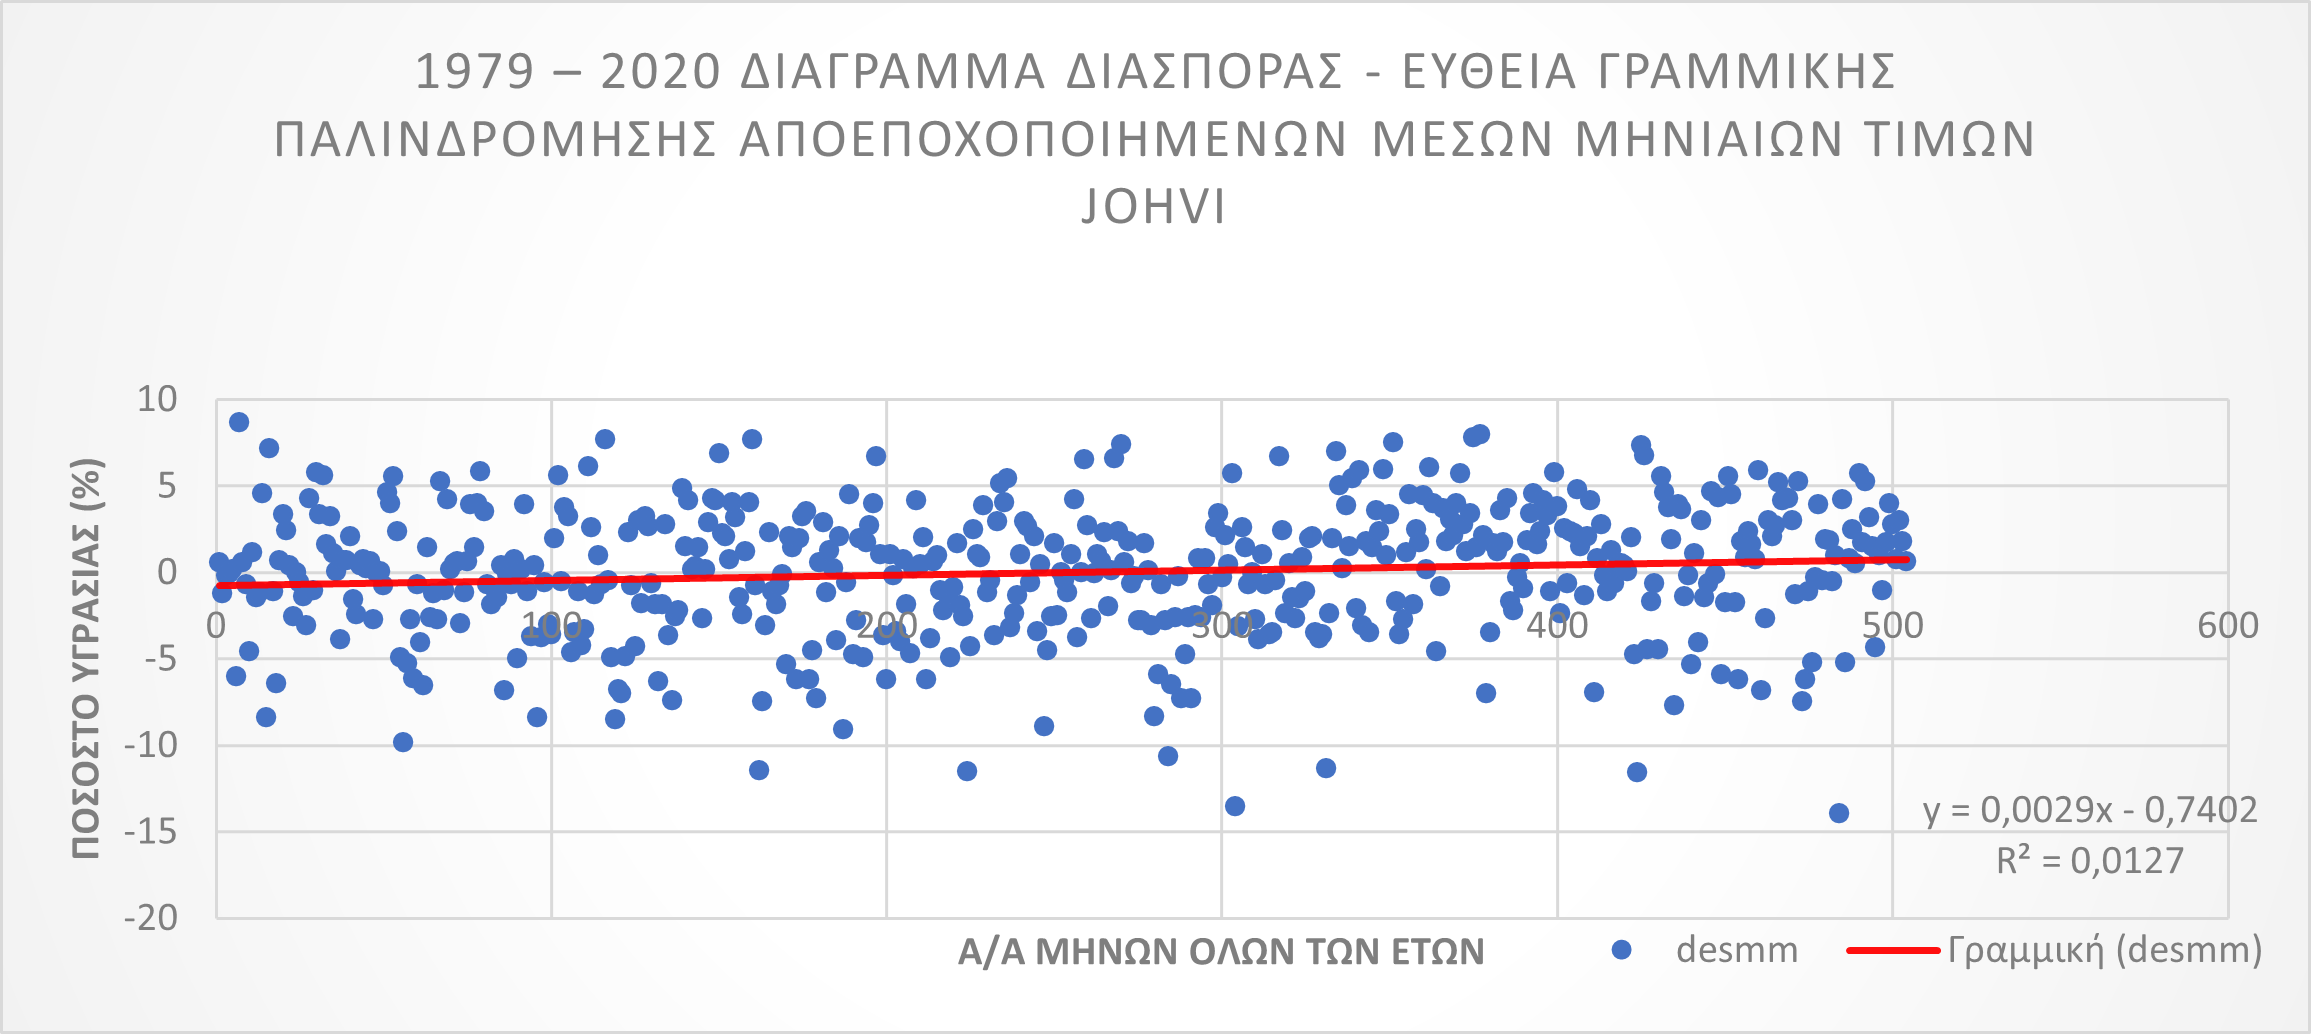 1979 – 2020 ΔΙΑΓΡΑΜΜΑ ΔΙΑΣΠΟΡΑΣ - ΕΥΘΕΙΑ ΓΡΑΜΜΙΚΗΣ
ΠΑΛΙΝΔΡΟΜΗΣΗΣ ΑΠΟΕΠΟΧΟΠΟΙΗΜΕΝΩΝ ΜΕΣΩΝ ΜΗΝΙΑΙΩΝ ΤΙΜΩΝ
JOHVI
ΠΟΣΟΣΤΟ ΥΓΡΑΣΙΑΣ (%)
10
5
0
-5
-10
-15
-20
0 100 200 300 400 500 600
y = 0,0029x - 0,7402
R² = 0,0127
Α/Α ΜΗΝΩΝ ΟΛΩΝ ΤΩΝ ΕΤΩΝ
desmm
Γραμμική (desmm)